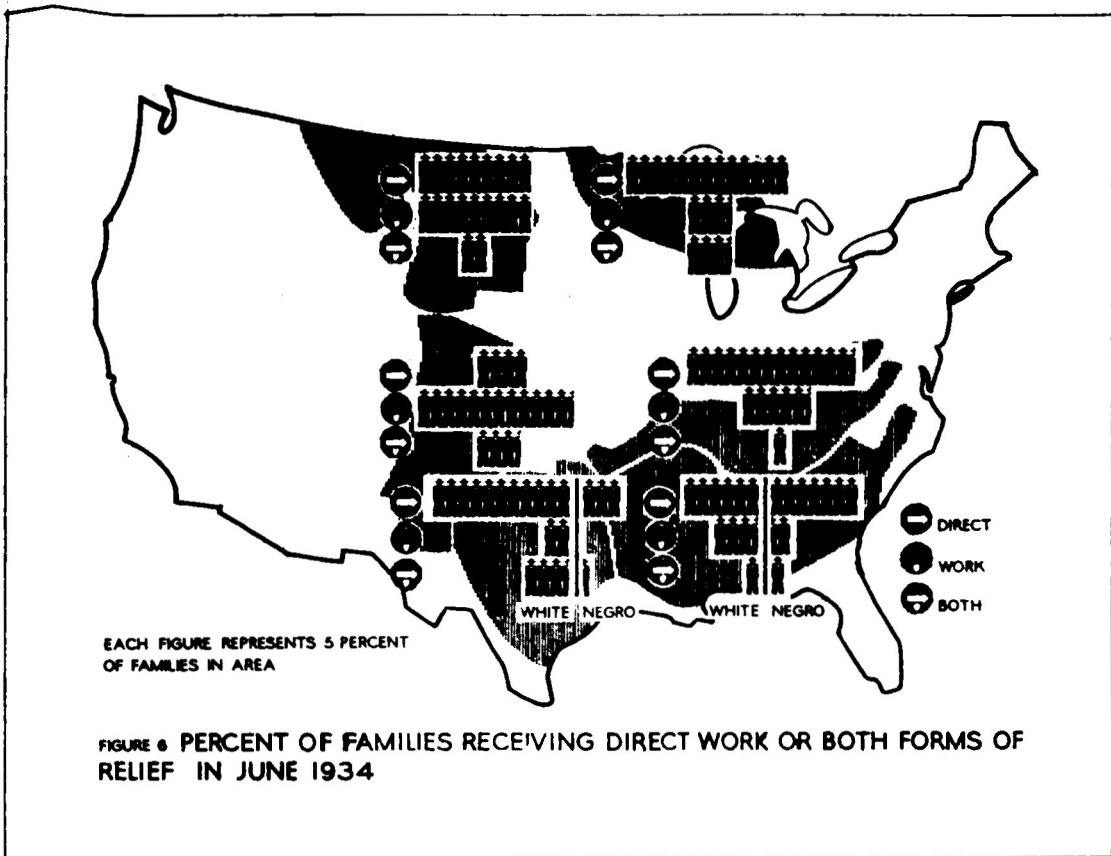 DIRECT
WORK
BOTH
WHITE NEGRO WHITE NEGRO
EACH FIGURE REPRESENTS 5 PERCENT
OF FAMILIES IN AREA
FIGURE 6 PERCENT OF FAMILIES RECEIVING DIRECT WORK OR BOTH FORMS OF
RELIEF IN JUNE 1934